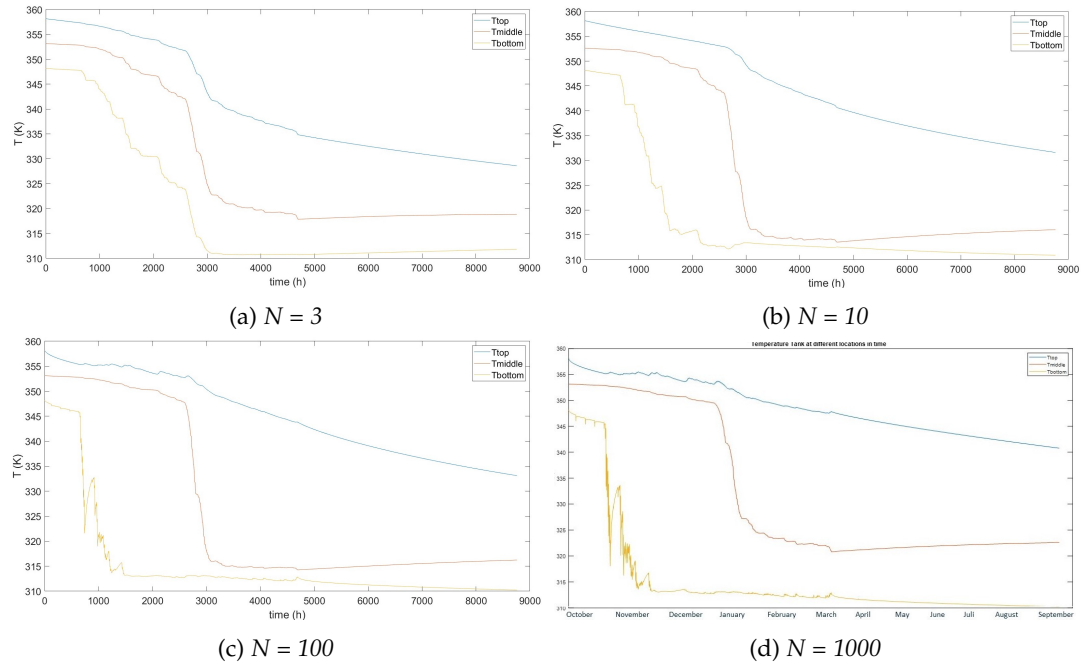 360
355
350
345
340
335
330
325
320
315
310
T (K)
0 1000 2000 3000 4000 5000 6000 7000 8000 9000
time (h)
Ttop
Tmiddle
Tbottom
(a) N = 3
360
355
350
345
340
335
330
325
320
315
310
T (K)
0 1000 2000 3000 4000 5000 6000 7000 8000 9000
time (h)
Ttop
Tmiddle
Tbottom
(b) N = 10
360
355
350
345
340
335
330
325
320
315
310
T (K)
0 1000 2000 3000 4000 5000 6000 7000 8000 9000
time (h)
Ttop
Tmiddle
Tbottom
(c) N = 100
Temperature Tank at different locations in time
360
355
350
345
340
335
330
325
320
315
310
October November December January February March April May June Juli August September
Ttop
Tmiddle
Tbottom
(d) N = 1000